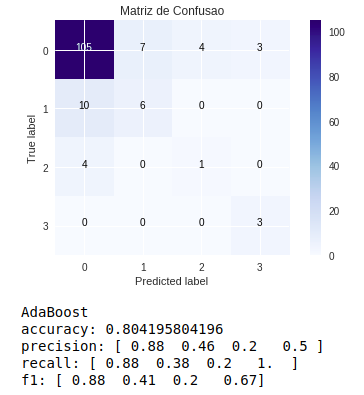 Matriz de Confusao
0 105 7 4 3
1 10 6 0 0
2 4 0 1 0
3 0 0 0 3
0 1 2 3
True label
Predicted label
100
80
60
40
20
0
AdaBoost
accuracy: 0.804195804196
precision: [ 0.88 0.46 0.2 0.5 ]
recall: [ 0.88 0.38 0.2 1. ]
f1: [ 0.88 0.41 0.2 0.67]